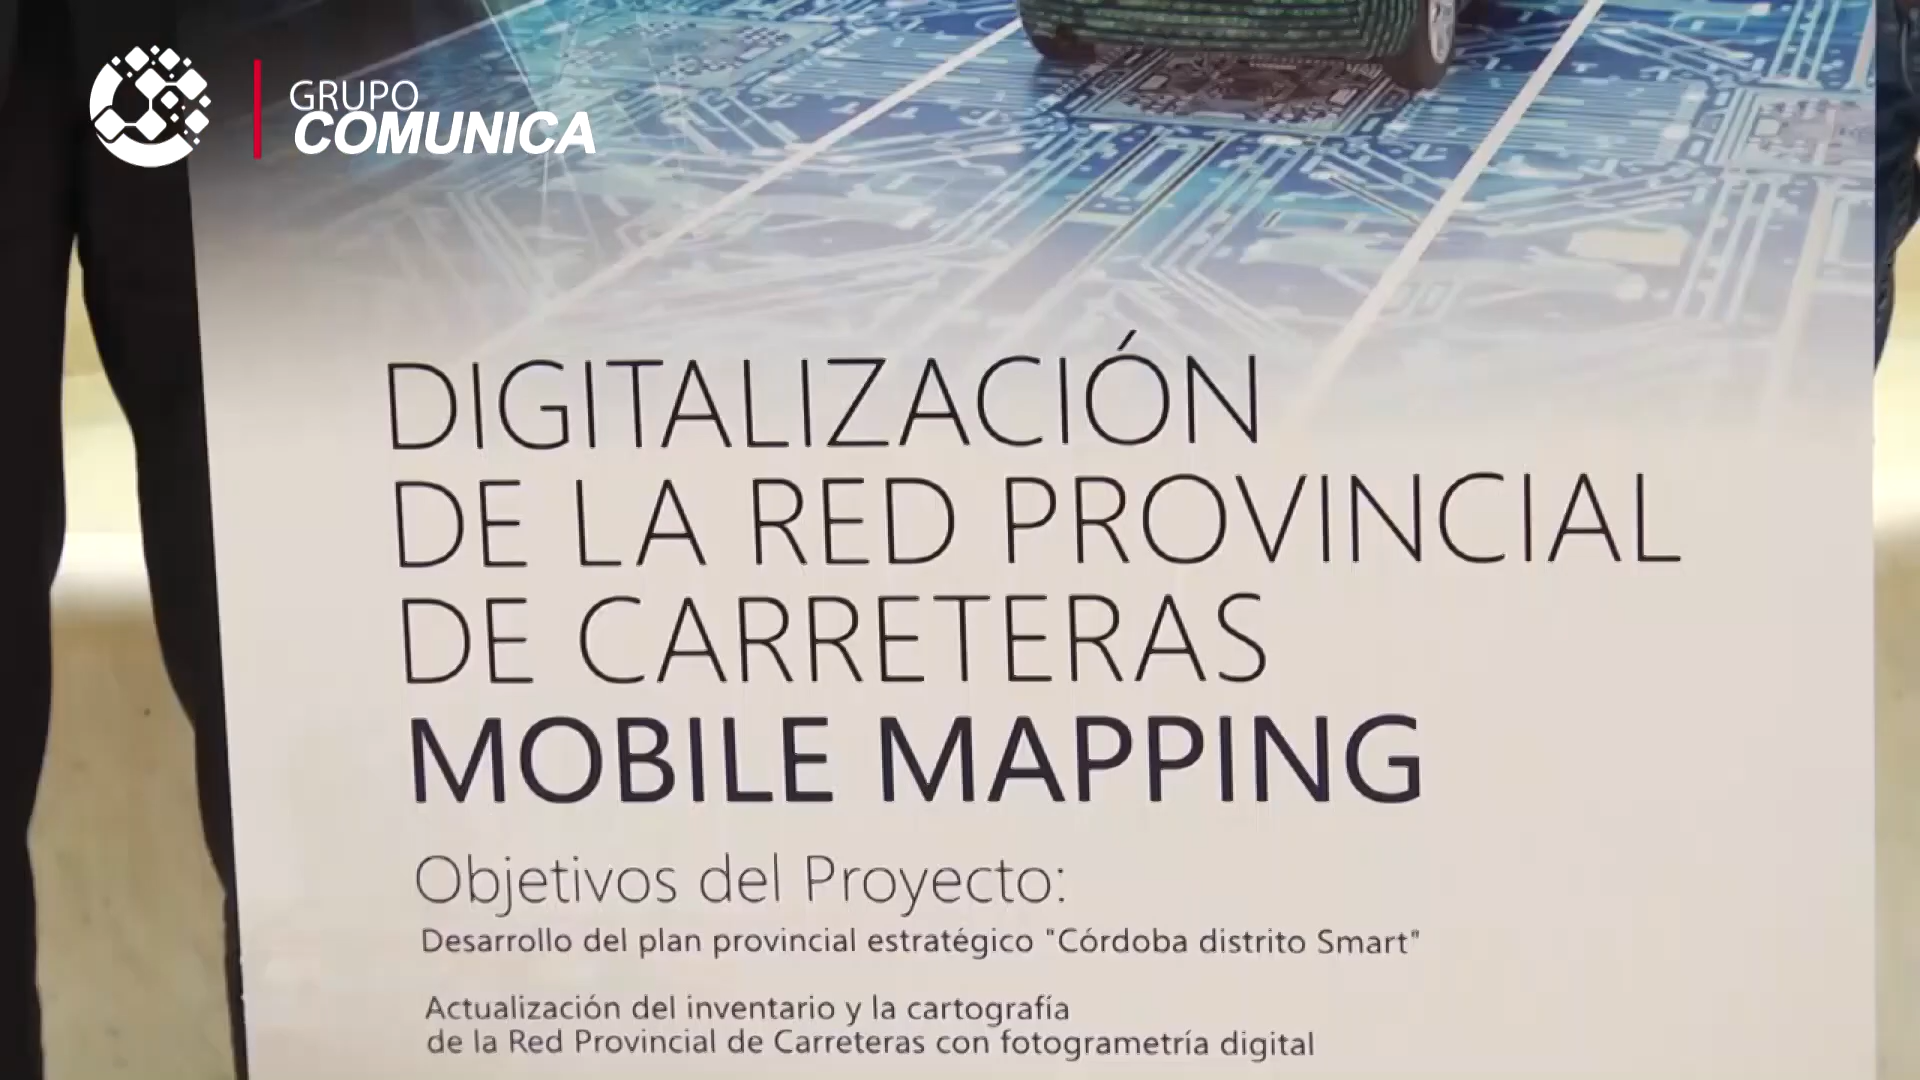 GRUPO
COMUNICA
DIGITALIZACIÓN
DE LA RED PROVINCIAL
DE CARRETERAS
MOBILE MAPPING
Objetivos del Proyecto:
Desarrollo del plan provincial estratégico "Córdoba distrito Smart"
Actualización del inventario y la cartografía
de la Red Provincial de Carreteras con fotogrametría digital